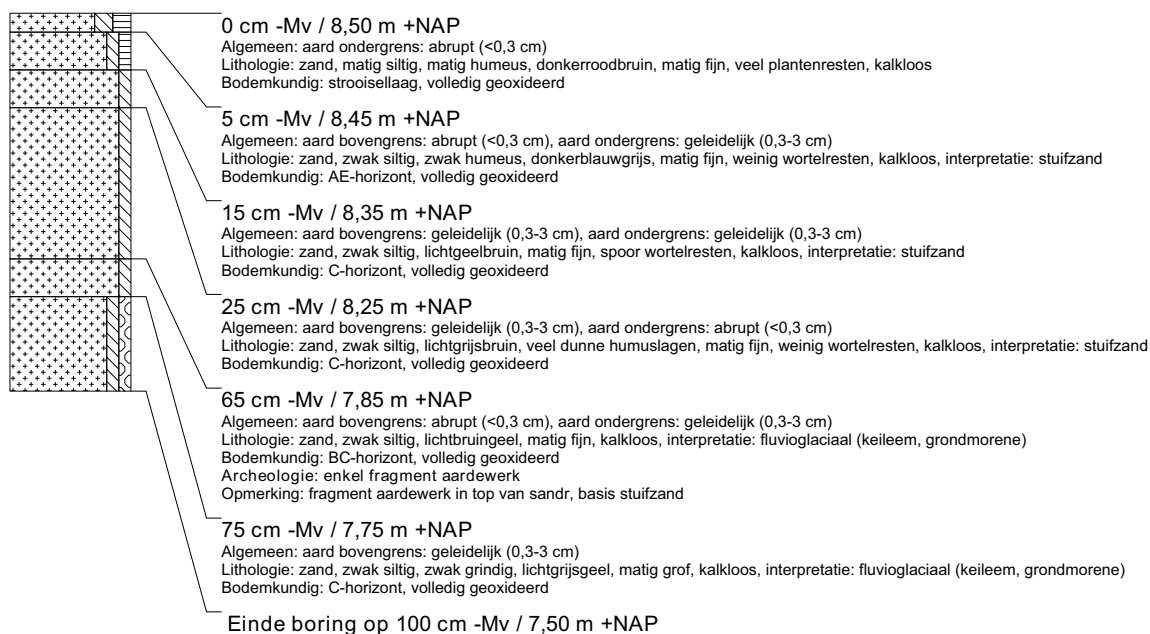 0 cm -Mv / 8,50 m +NAP
Algemeen: aard ondergrens: abrupt (<0,3 cm)
Lithologie: zand, matig siltig, matig humeus, donkerroodbruin, matig fijn, veel plantenresten, kalkloos
Bodemkundig: strooisellaag, volledig geoxideerd
5 cm -Mv / 8,45 m +NAP
Algemeen: aard bovengrens: abrupt (<0,3 cm), aard ondergrens: geleidelijk (0,3-3 cm)
Lithologie: zand, zwak siltig, zwak humeus, donkerblauwgrijs, matig fijn, weinig wortelresten, kalkloos, interpretatie: stuifzand
Bodemkundig: AE-horizont, volledig geoxideerd
15 cm -Mv / 8,35 m +NAP
Algemeen: aard bovengrens: geleidelijk (0,3-3 cm), aard ondergrens: geleidelijk (0,3-3 cm)
Lithologie: zand, zwak siltig, lichtgeelbruin, matig fijn, spoor wortelresten, kalkloos, interpretatie: stuifzand
Bodemkundig: C-horizont, volledig geoxideerd
25 cm -Mv / 8,25 m +NAP
Algemeen: aard bovengrens: geleidelijk (0,3-3 cm), aard ondergrens: abrupt (<0,3 cm)
Lithologie: zand, zwak siltig, lichtgrijsbruin, veel dunne humuslagen, matig fijn, weinig wortelresten, kalkloos, interpretatie: stuifzand
Bodemkundig: C-horizont, volledig geoxideerd
65 cm -Mv / 7,85 m +NAP
Algemeen: aard bovengrens: abrupt (<0,3 cm), aard ondergrens: geleidelijk (0,3-3 cm)
Lithologie: zand, zwak siltig, lichtbruingeel, matig fijn, kalkloos, interpretatie: fluvioglaciaal (keileem, grondmorene)
Bodemkundig: BC-horizont, volledig geoxideerd
Archeologie: enkel fragment aardewerk
Opmerking: fragment aardewerk in top van sandr, basis stuifzand
75 cm -Mv / 7,75 m +NAP
Algemeen: aard bovengrens: geleidelijk (0,3-3 cm)
Lithologie: zand, zwak siltig, zwak grindig, lichtgrijsgeel, matig grof, kalkloos, interpretatie: fluvioglaciaal (keileem, grondmorene)
Bodemkundig: C-horizont, volledig geoxideerd
Einde boring op 100 cm -Mv / 7,50 m +NAP